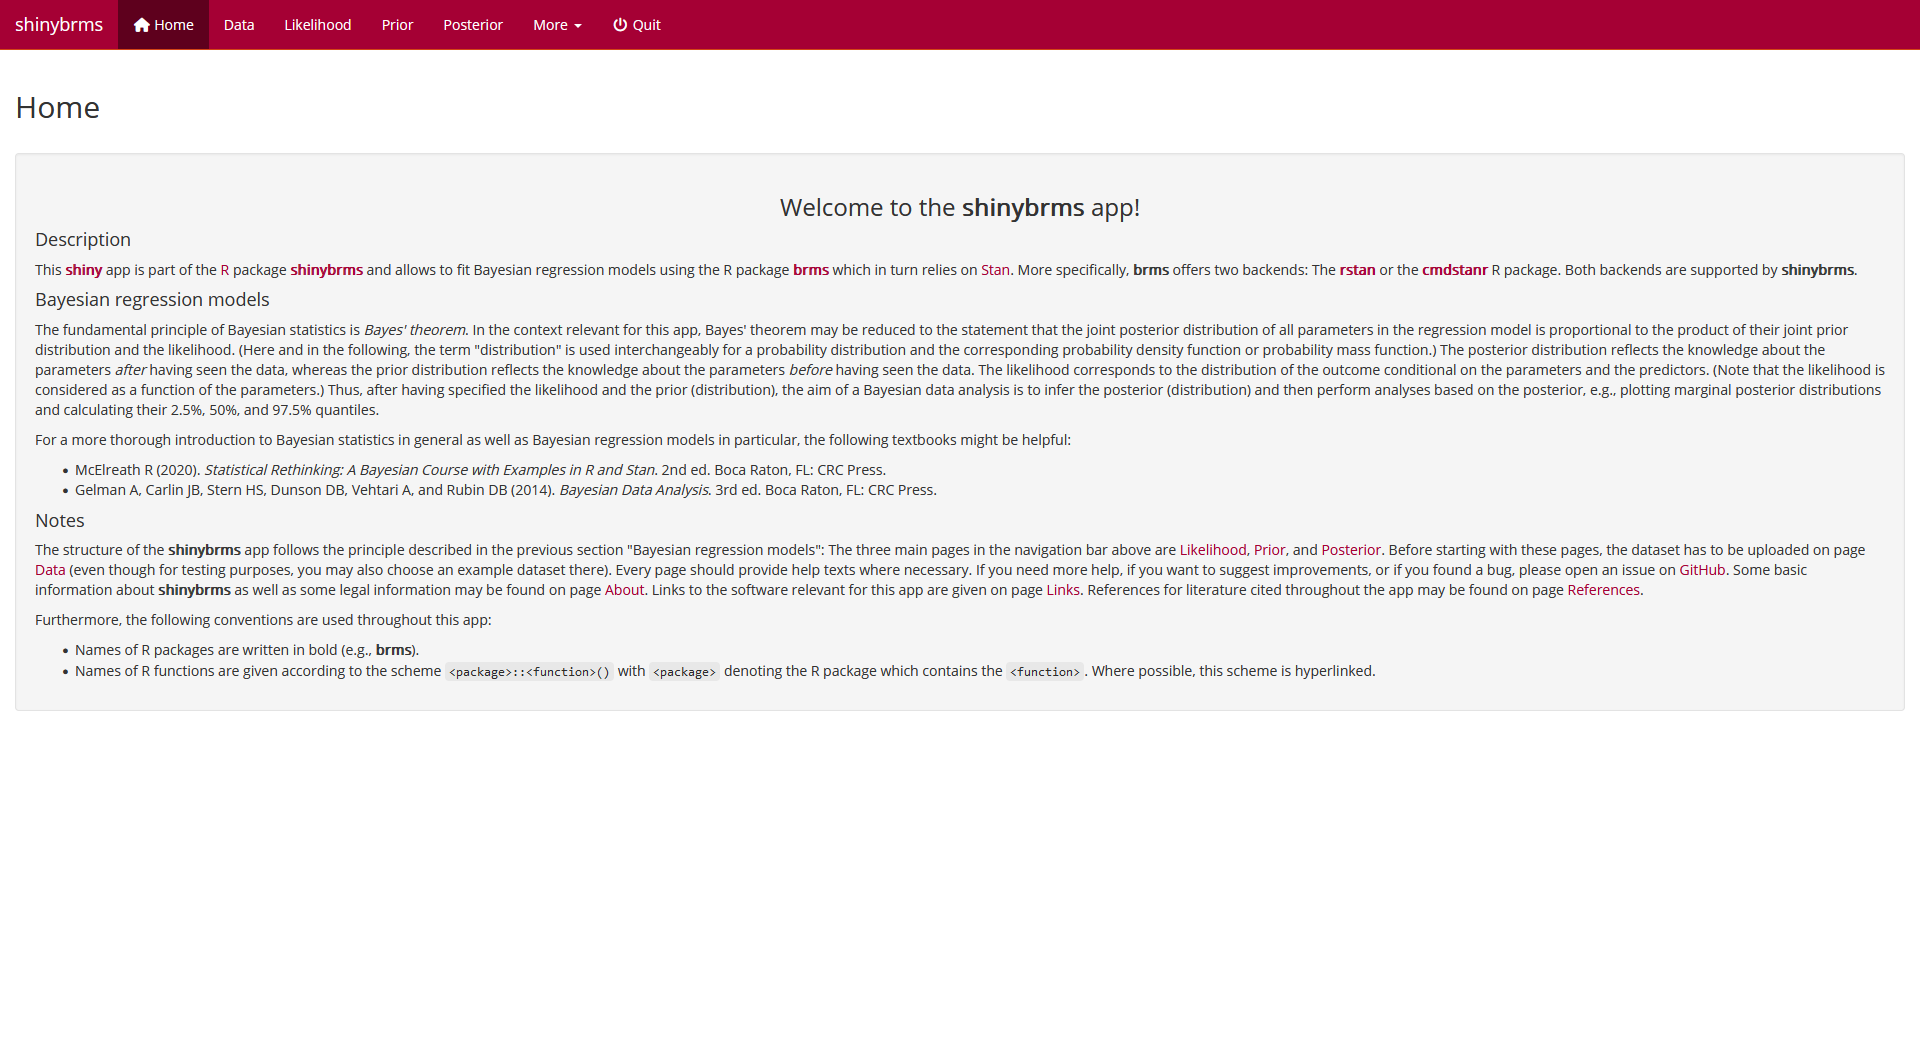 shinybrms Home Data Likelihood Prior Posterior More Quit
Home
Welcome to the shinybrms app!
Description
This shiny app is part of the R package shinybrms and allows to fit Bayesian regression models using the R package brms which in turn relies on Stan. More specifically, brms offers two backends: The rstan or the cmdstanr R package. Both backends are supported by shinybrms.
Bayesian regression models
The fundamental principle of Bayesian statistics is Bayes' theorem. In the context relevant for this app, Bayes' theorem may be reduced to the statement that the joint posterior distribution of all parameters in the regression model is proportional to the product of their joint prior
distribution and the likelihood. (Here and in the following, the term "distribution" is used interchangeably for a probability distribution and the corresponding probability density function or probability mass function.) The posterior distribution reflects the knowledge about the
parameters after having seen the data, whereas the prior distribution reflects the knowledge about the parameters before having seen the data. The likelihood corresponds to the distribution of the outcome conditional on the parameters and the predictors. (Note that the likelihood is
considered as a function of the parameters.) Thus, after having specified the likelihood and the prior (distribution), the aim of a Bayesian data analysis is to infer the posterior (distribution) and then perform analyses based on the posterior, e.g., plotting marginal posterior distributions
and calculating their 2.5%, 50%, and 97.5% quantiles.
For a more thorough introduction to Bayesian statistics in general as well as Bayesian regression models in particular, the following textbooks might be helpful:
• McElreath R (2020). Statistical Rethinking: A Bayesian Course with Examples in R and Stan. 2nd ed. Boca Raton, FL: CRC Press.
• Gelman A, Carlin JB, Stern HS, Dunson DB, Vehtari A, and Rubin DB (2014). Bayesian Data Analysis. 3rd ed. Boca Raton, FL: CRC Press.
Notes
The structure of the shinybrms app follows the principle described in the previous section "Bayesian regression models": The three main pages in the navigation bar above are Likelihood, Prior, and Posterior. Before starting with these pages, the dataset has to be uploaded on page
Data (even though for testing purposes, you may also choose an example dataset there). Every page should provide help texts where necessary. If you need more help, if you want to suggest improvements, or if you found a bug, please open an issue on GitHub. Some basic
information about shinybrms as well as some legal information may be found on page About. Links to the software relevant for this app are given on page Links. References for literature cited throughout the app may be found on page References.
Furthermore, the following conventions are used throughout this app:
• Names of R packages are written in bold (e.g., brms).
• Names of R functions are given according to the scheme <package>::<function>() with <package> denoting the R package which contains the <function>. Where possible, this scheme is hyperlinked.